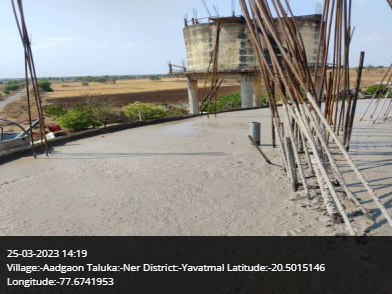 25-03-2023 14:19
Village:-Aadgaon Taluka:-Ner District:-Yavatmal Latitude:-20.5015146
Longitude:-77.6741953